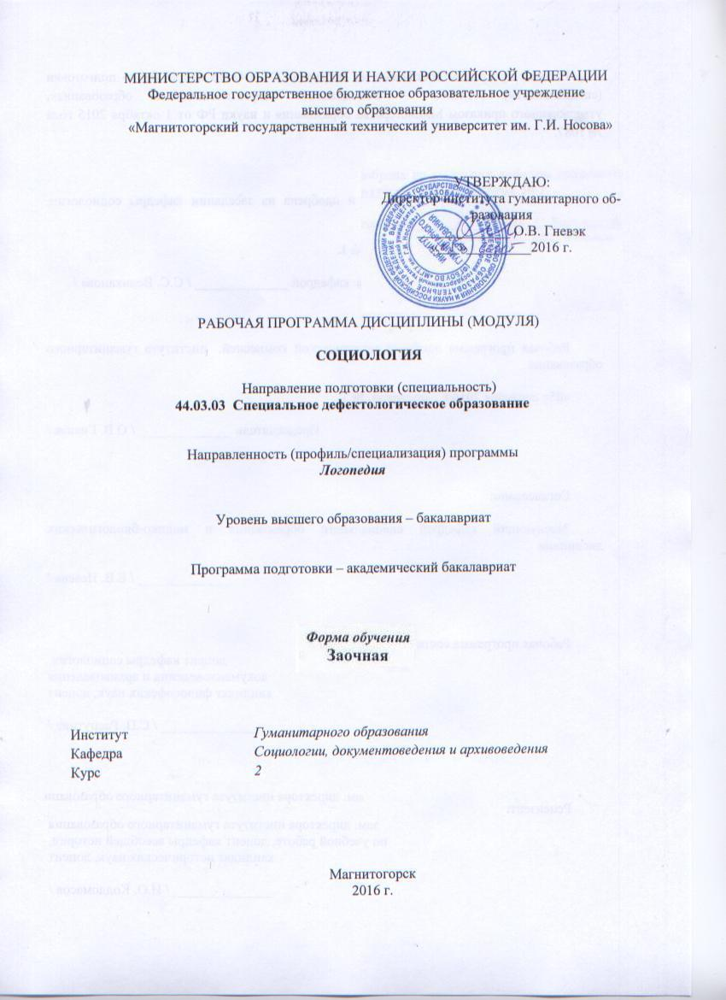 МИНИСТЕРСТВО ОБРАЗОВАНИЯ И НАУКИ РОССИЙСКОЙ ФЕДЕРАЦИИ
Федеральное государственное бюджетное образовательное учреждение
высшего образования
«Магнитогорский государственный технический университет им. Г.И. Носова»
УТВЕРЖДАЮ:
Директор института гуманитарного об-
разования
О.В. Гневэк
2016 г.
РАБОЧАЯ ПРОГРАММА ДИСЦИПЛИНЫ (МОДУЛЯ)
СОЦИОЛОГИЯ
Направление подготовки (специальность)
44.03.03 Специальное дефектологическое образование
Направленность (профиль/специализация) программы
Логопедия
Уровень высшего образования – бакалавриат
Программа подготовки – академический бакалавриат
Форма обучения
Заочная
Институт Гуманитарного образования
Кафедра Социологии, документоведения и архивоведения
Курс 2
Магнитогорск
2016 г.